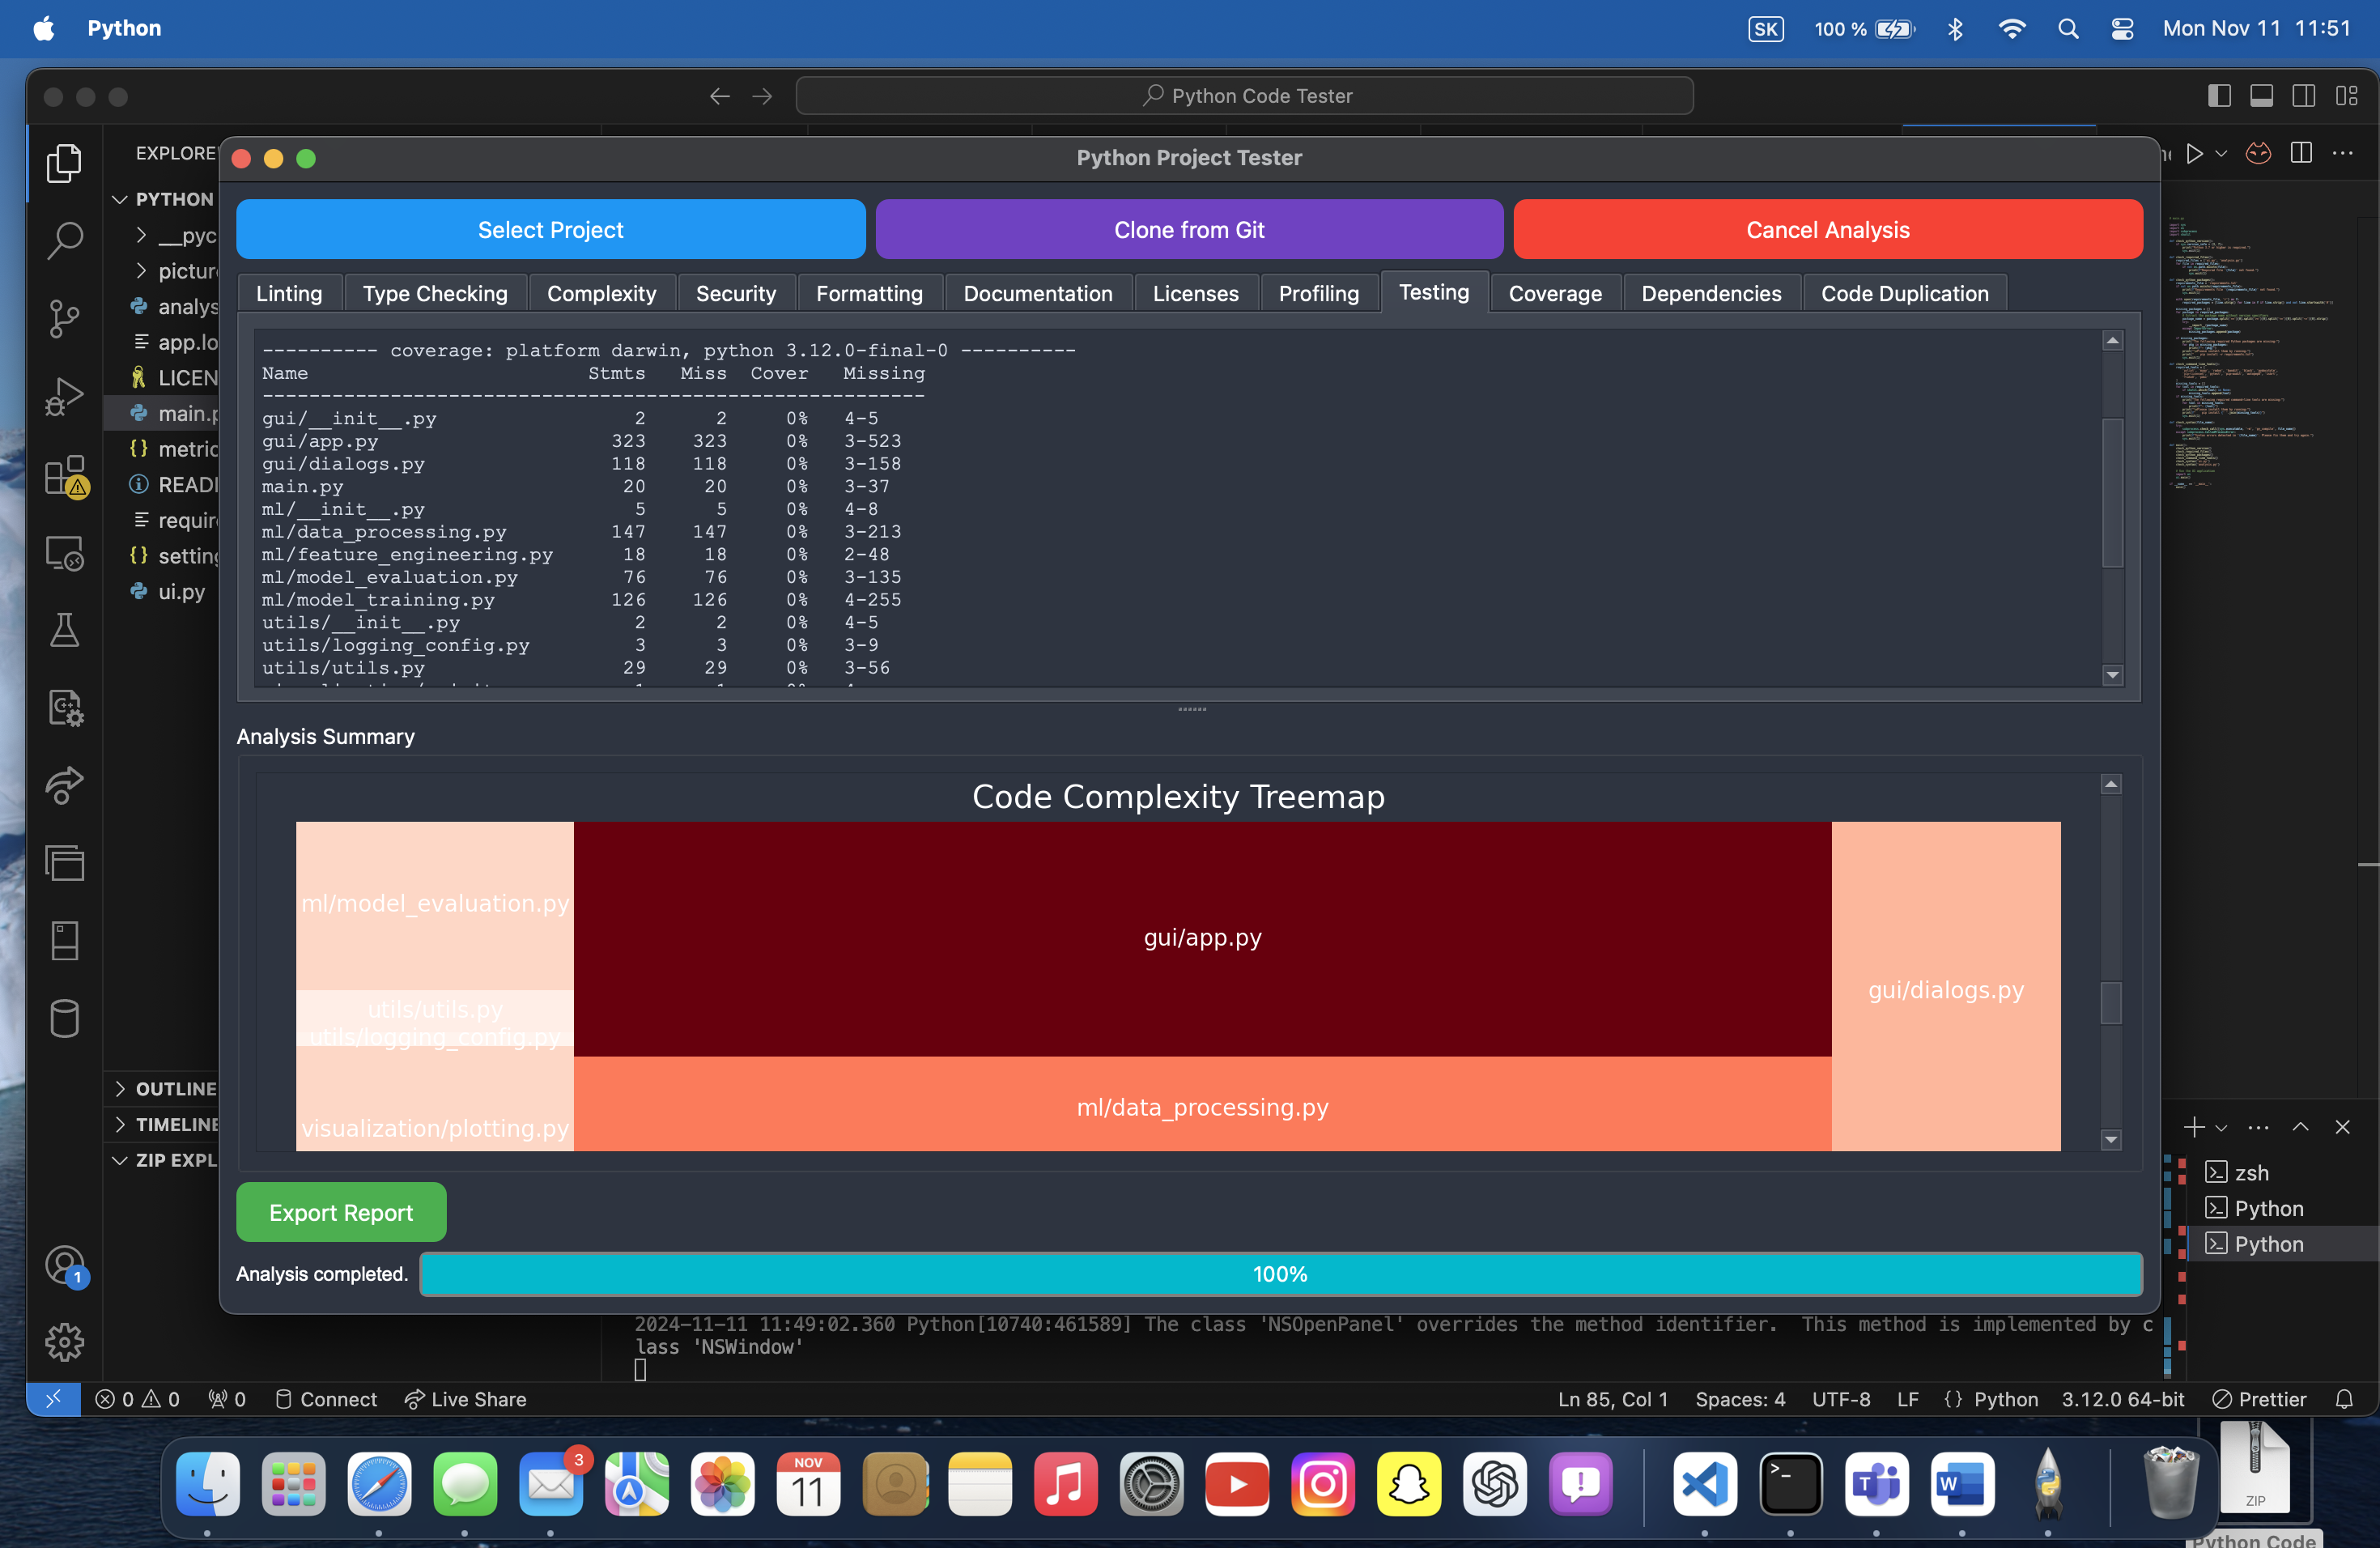 Python
SK
100 %
Mon Nov 11 11:51
Python Code Tester
EXPLORE
Python Project Tester
PYTHON
__pyc
pictur
analys
app.lo
LICEN
main.p
metric
READ
requir
setting
ui.py
OUTLINE
TIMELINE
ZIP EXPL
Select Project
Clone from Git
Cancel Analysis
Linting
Type Checking
Complexity
Security
Formatting
Documentation
Licenses
Profiling
Testing
Coverage
Dependencies
Code Duplication
---------- coverage: platform darwin, python 3.12.0-final-0 ----------
Name Stmts Miss Cover Missing
---------------------------------------------------------
gui/__init__.py 2 2 0% 4-5
gui/app.py 323 323 0% 3-523
gui/dialogs.py 118 118 0% 3-158
main.py 20 20 0% 3-37
ml/__init__.py 5 5 0% 4-8
ml/data_processing.py 147 147 0% 3-213
ml/feature_engineering.py 18 18 0% 2-48
ml/model_evaluation.py 76 76 0% 3-135
ml/model_training.py 126 126 0% 4-255
utils/__init__.py 2 2 0% 4-5
utils/logging_config.py 3 3 0% 3-9
utils/utils.py 29 29 0% 3-56
Analysis Summary
Code Complexity Treemap
ml/model_evaluation.py
utils/utils.py
utils/logging_config.py
visualization/plotting.py
gui/app.py
ml/data_processing.py
gui/dialogs.py
Export Report
Analysis completed.
100%
zsh
Python
Python
2024-11-11 11:49:02.360 Python[10740:461589] The class 'NSOpenPanel' overrides the method identifier.  This method is implemented by c
lass 'NSWindow'
1
0 0 0 Connect Live Share
Ln 85, Col 1 Spaces: 4 UTF-8 LF {} Python 3.12.0 64-bit Prettier
3
NOV
11
ZIP
Python Code